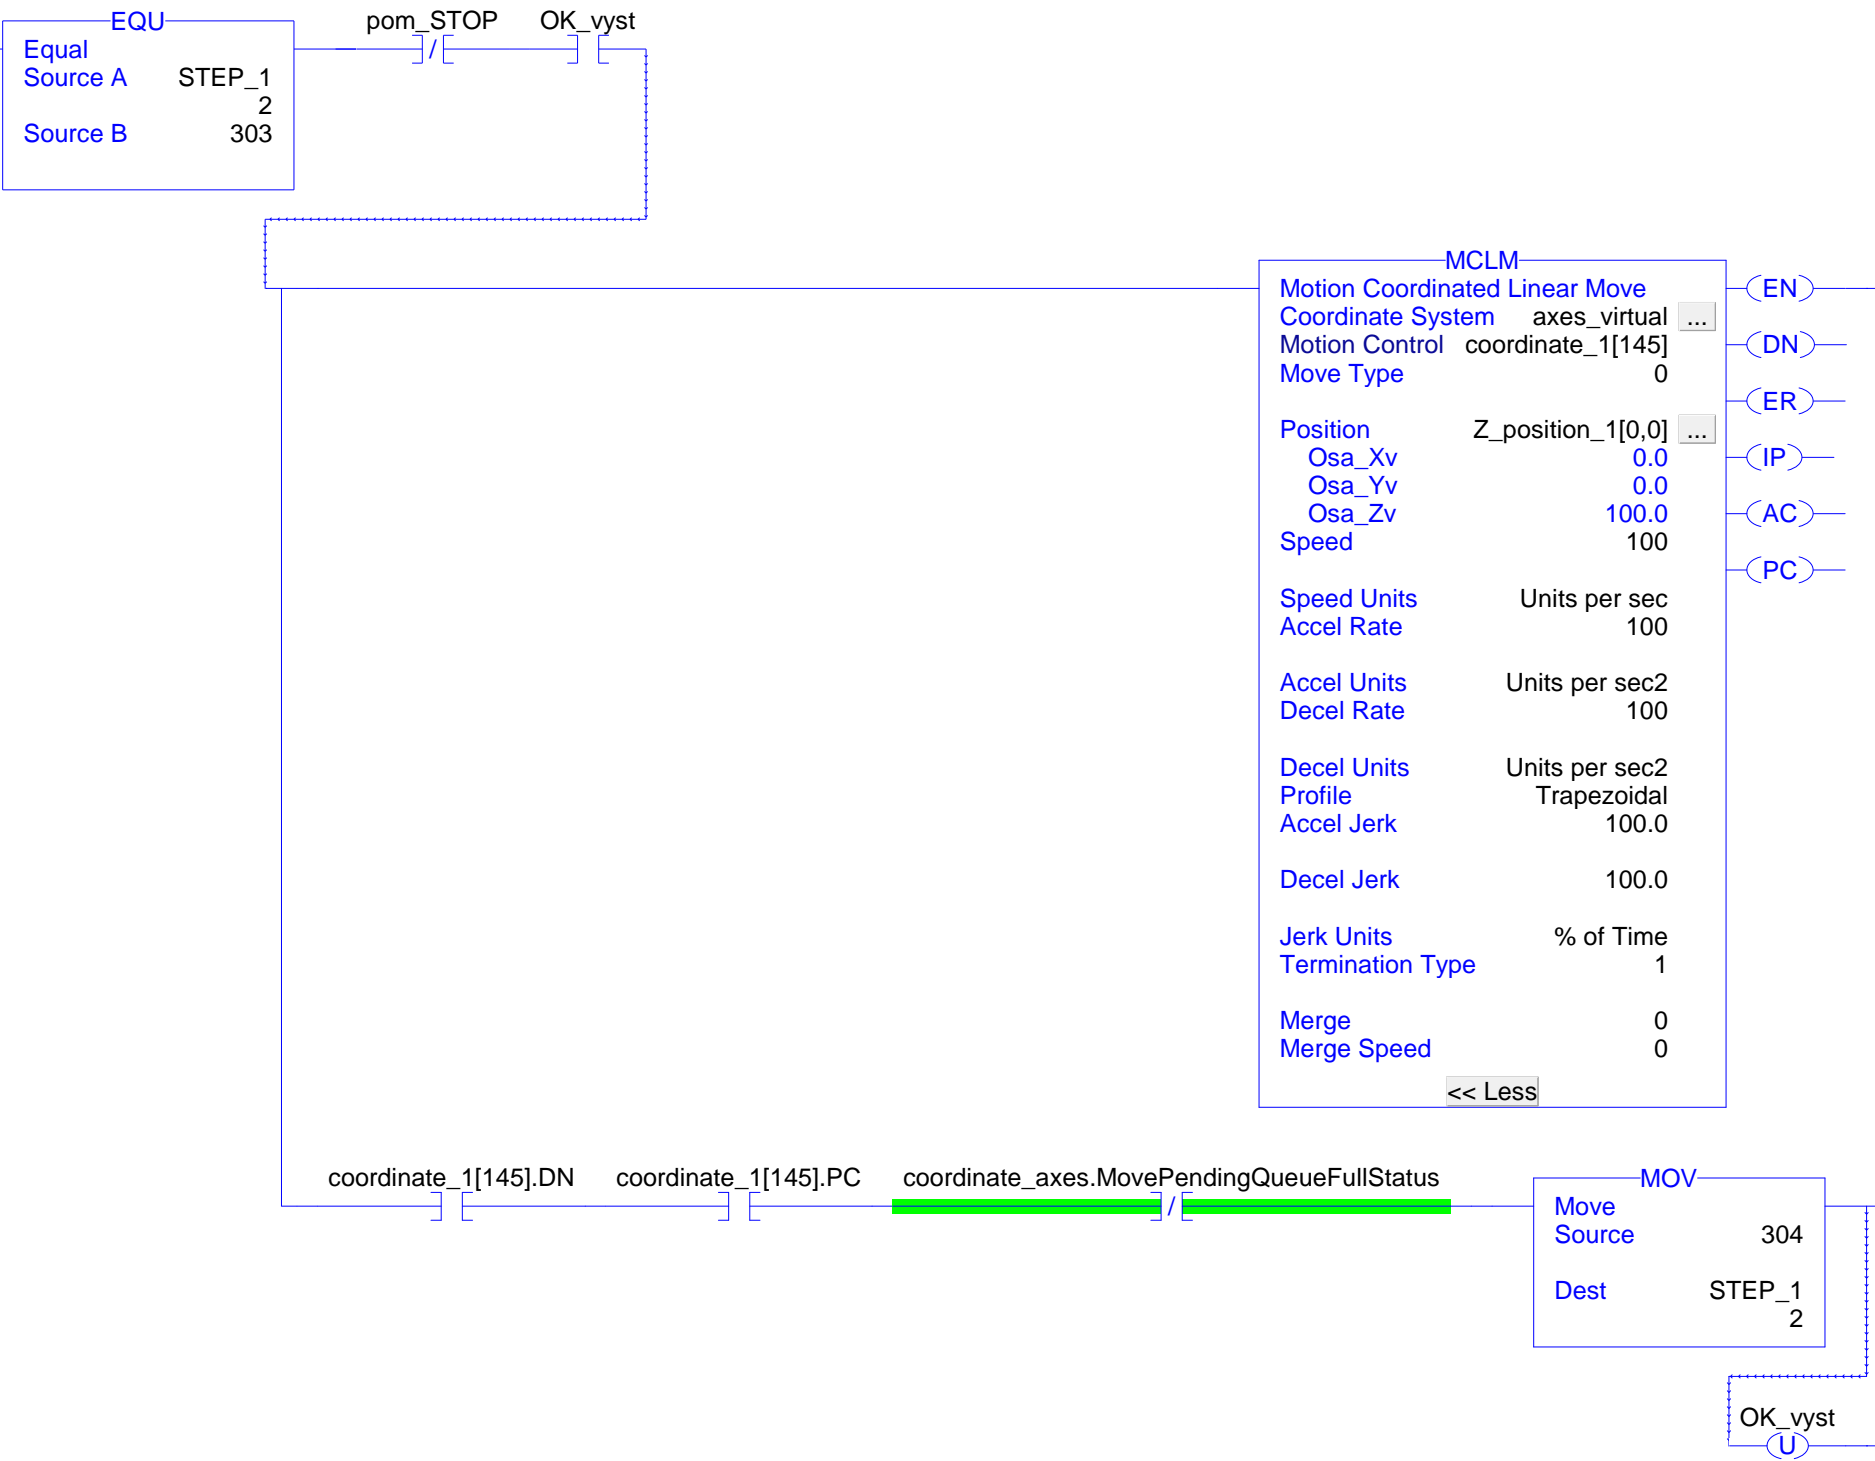 EQU
Equal
Source A STEP_1
2
Source B 303
pom_STOP OK_vyst
/
MCLM
Motion Coordinated Linear Move
Coordinate System axes_virtual ...
Motion Control coordinate_1[145]
Move Type 0
Position Z_position_1[0,0] ...
Osa_Xv 0.0
Osa_Yv 0.0
Osa_Zv 100.0
Speed 100
Speed Units Units per sec
Accel Rate 100
Accel Units Units per sec2
Decel Rate 100
Decel Units Units per sec2
Profile Trapezoidal
Accel Jerk 100.0
Decel Jerk 100.0
Jerk Units % of Time
Termination Type 1
Merge 0
Merge Speed 0
<< Less
EN
DN
ER
IP
AC
PC
coordinate_1[145].DN coordinate_1[145].PC coordinate_axes.MovePendingQueueFullStatus
/
MOV
Move
Source 304
Dest STEP_1
2
OK_vyst
U